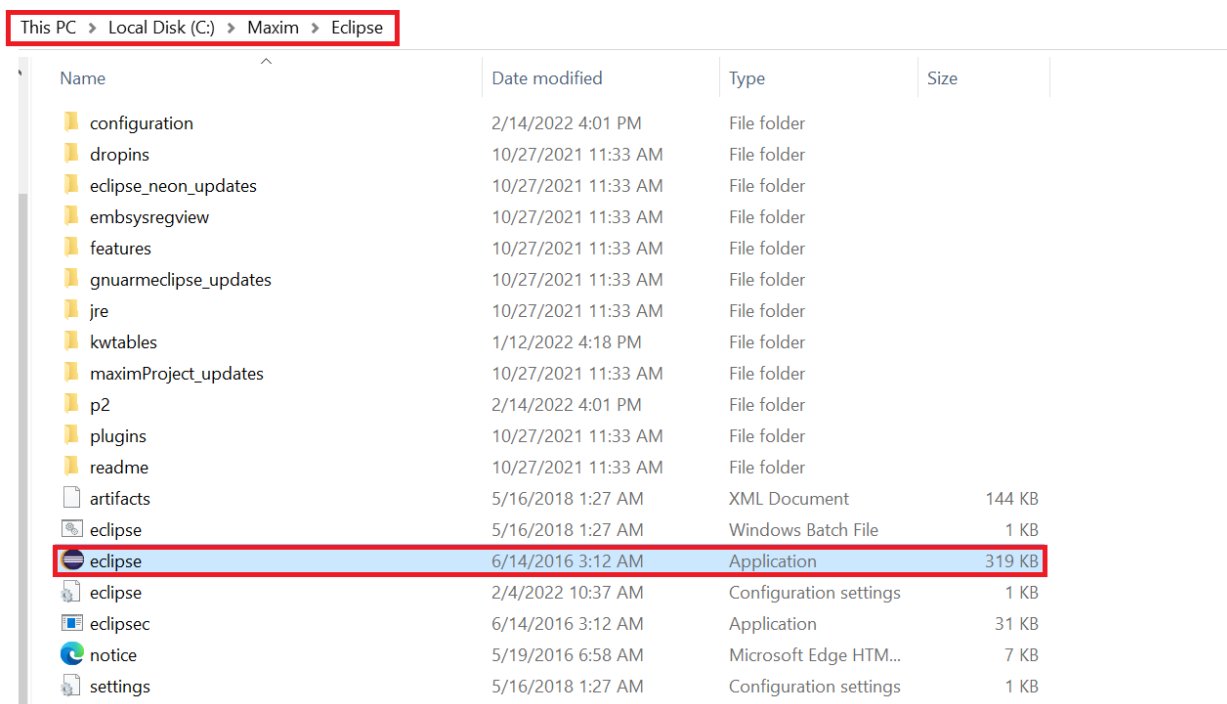 This PC > Local Disk (C:) > Maxim > Eclipse
Name Date modified Type Size
configuration 2/14/2022 4:01 PM File folder
dropins 10/27/2021 11:33 AM File folder
eclipse_neon_updates 10/27/2021 11:33 AM File folder
embsysregview 10/27/2021 11:33 AM File folder
features 10/27/2021 11:33 AM File folder
gnuarmeclipse_updates 10/27/2021 11:33 AM File folder
jre 10/27/2021 11:33 AM File folder
kwtables 1/12/2022 4:18 PM File folder
maximProject_updates 10/27/2021 11:33 AM File folder
p2 2/14/2022 4:01 PM File folder
plugins 10/27/2021 11:33 AM File folder
readme 10/27/2021 11:33 AM File folder
artifacts 5/16/2018 1:27 AM XML Document 144 KB
eclipse 5/16/2018 1:27 AM Windows Batch File 1 KB
eclipse 6/14/2016 3:12 AM Application 319 KB
eclipse 2/4/2022 10:37 AM Configuration settings 1 KB
eclipsec 6/14/2016 3:12 AM Application 31 KB
notice 5/19/2016 6:58 AM Microsoft Edge HTM... 7 KB
settings 5/16/2018 1:27 AM Configuration settings 1 KB